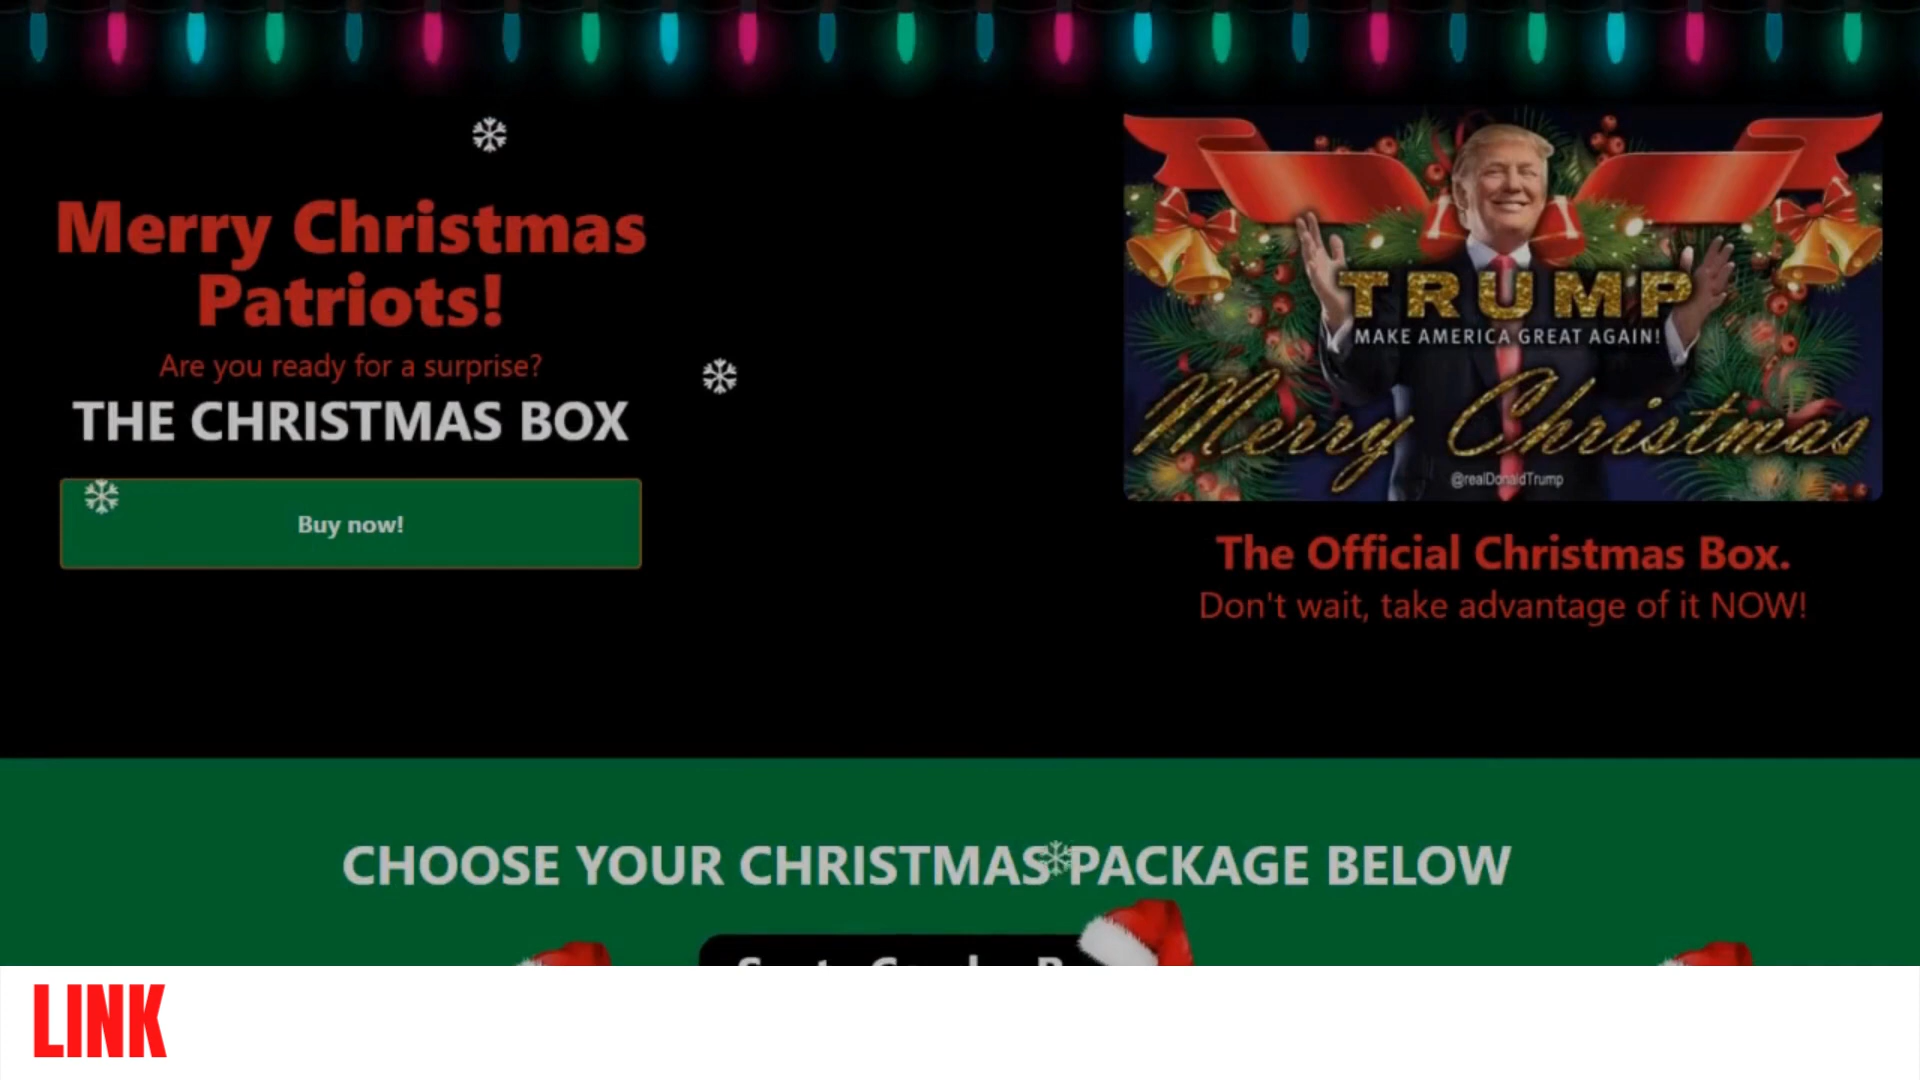 Merry Christmas
Patriots!
Are you ready for a surprise?
THE CHRISTMAS BOX
Buy now!
TRUMP
MAKE AMERICA GREAT AGAIN!
Merry Christmas
@realDonaldTrump
The Official Christmas Box.
Don't wait, take advantage of it NOW!
CHOOSE YOUR CHRISTMAS PACKAGE BELOW
LINK